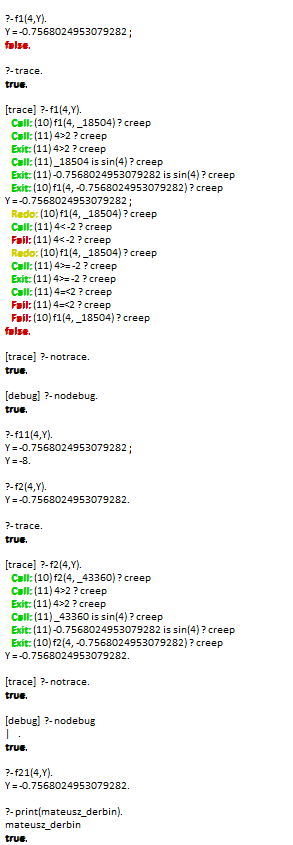 ?- f1(4,Y).
Y = -0.7568024953079282 ;
false.
?- trace.
true.
[trace] ?- f1(4,Y).
Call: (10) f1(4, _18504) ? creep
Call: (11) 4>2 ? creep
Exit: (11) 4>2 ? creep
Call: (11) _18504 is sin(4) ? creep
Exit: (11) -0.7568024953079282 is sin(4) ? creep
Exit: (10) f1(4, -0.7568024953079282) ? creep
Y = -0.7568024953079282 ;
Redo: (10) f1(4, _18504) ? creep
Call: (11) 4< -2 ? creep
Fail: (11) 4< -2 ? creep
Redo: (10) f1(4, _18504) ? creep
Call: (11) 4>= -2 ? creep
Exit: (11) 4>= -2 ? creep
Call: (11) 4=<2 ? creep
Fail: (11) 4=<2 ? creep
Fail: (10) f1(4, _18504) ? creep
false.
[trace] ?- notrace.
true.
[debug] ?- nodebug.
true.
?- f11(4,Y).
Y = -0.7568024953079282 ;
Y = -8.
?- f2(4,Y).
Y = -0.7568024953079282.
?- trace.
true.
[trace] ?- f2(4,Y).
Call: (10) f2(4, _43360) ? creep
Call: (11) 4>2 ? creep
Exit: (11) 4>2 ? creep
Call: (11) _43360 is sin(4) ? creep
Exit: (11) -0.7568024953079282 is sin(4) ? creep
Exit: (10) f2(4, -0.7568024953079282) ? creep
Y = -0.7568024953079282.
[trace] ?- notrace.
true.
[debug] ?- nodebug
| .
true.
?- f21(4,Y).
Y = -0.7568024953079282.
?- print(mateusz_derbin).
mateusz_derbin
true.